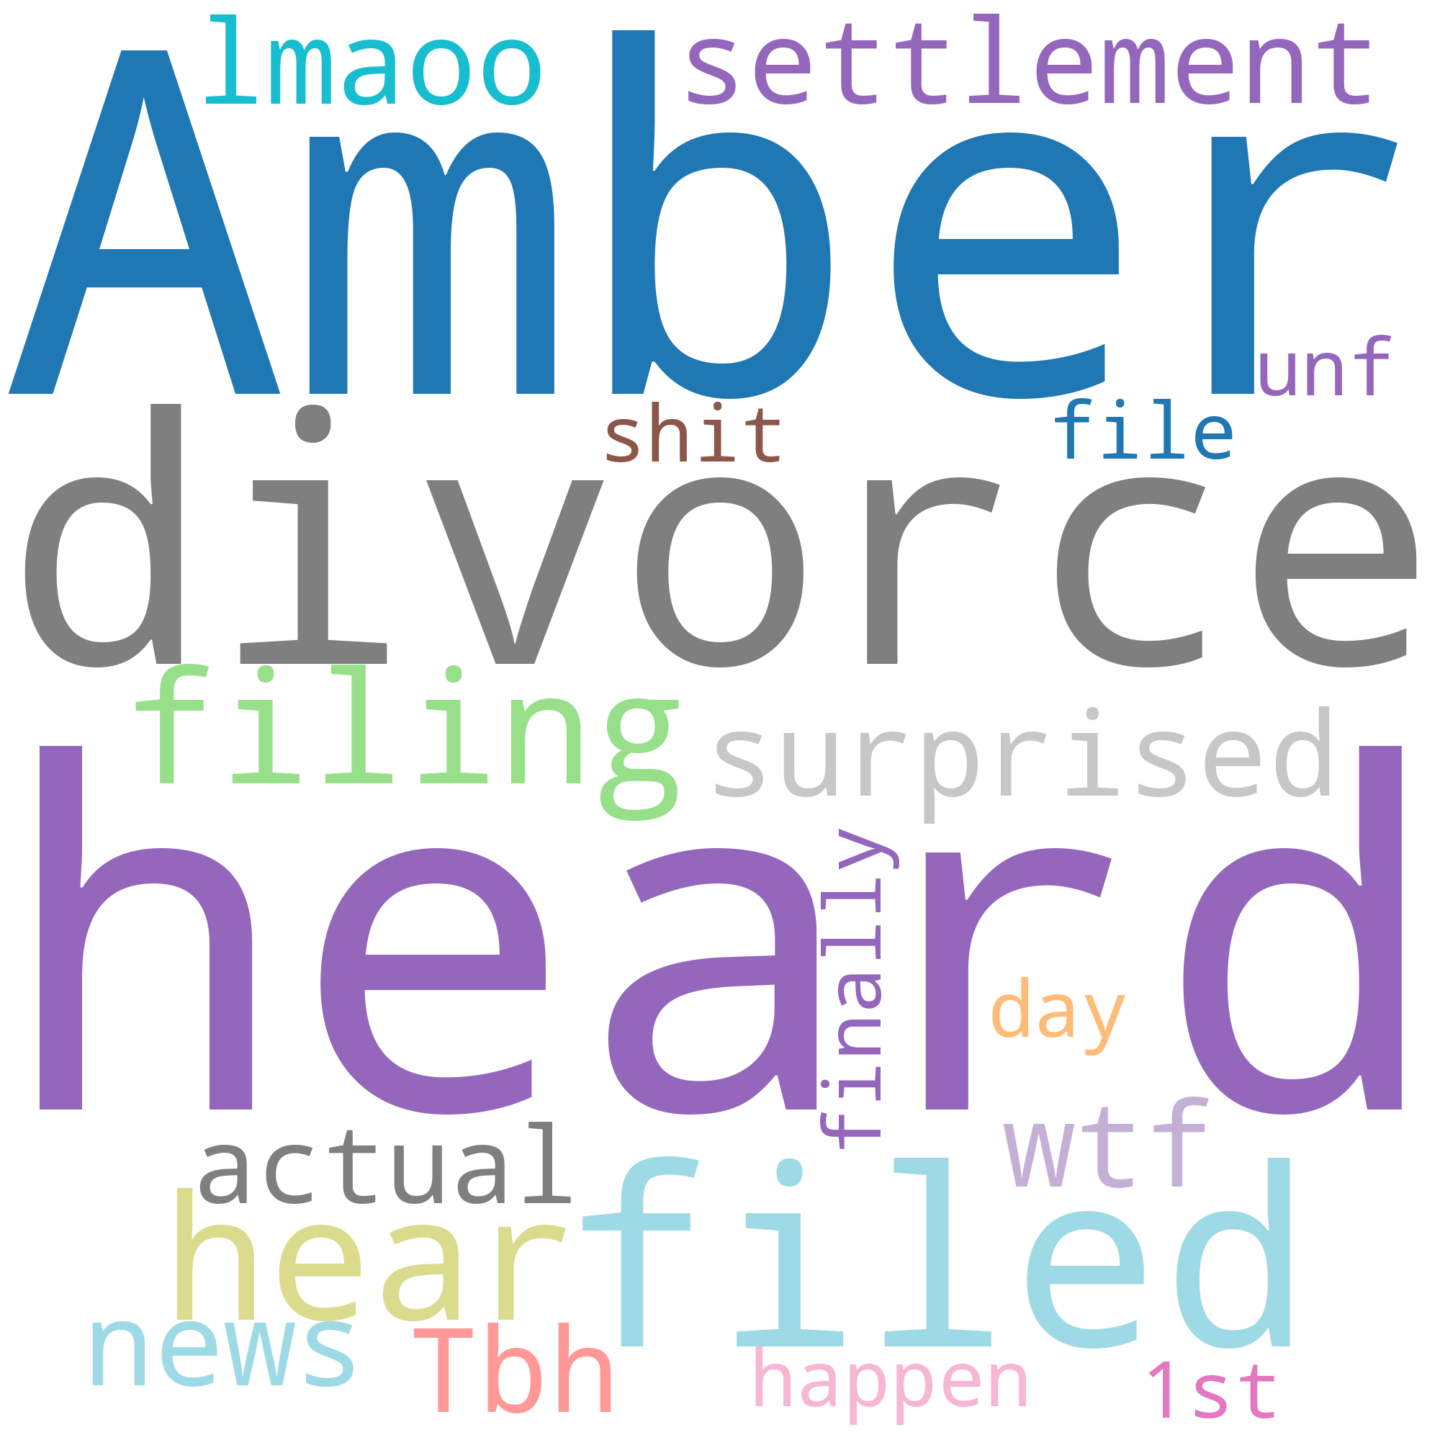 lmaoo settlement
Amber
unf
shit file
divorce
filing surprised
heard
finally
day
actual wtf
hear filed
news Tbh happen 1st